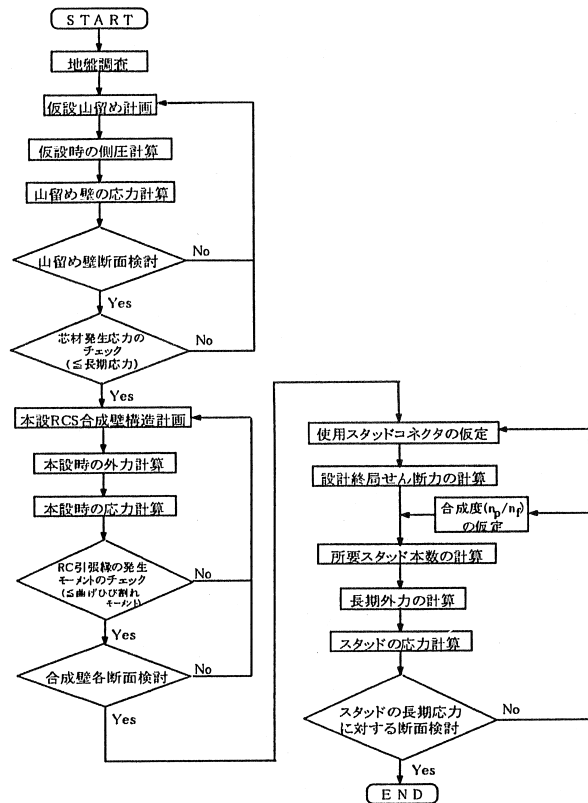 START
地盤調査
仮設山留め計画
仮設時の側圧計算
山留め壁の応力計算
山留め壁断面検討
No
Yes
芯材発生応力の
チェック
(≦長期応力)
No
Yes
本設RCS合成壁構造計画
本設時の外力計算
本設時の応力計算
RC引張縁の発生
モーメントのチェック
(≦曲げひび割れ
モーメント)
No
Yes
合成壁各断面検討
No
Yes
使用スタッドコネクタの仮定
設計終局せん断力の計算
合成度(np/nf)
の仮定
所要スタッド本数の計算
長期外力の計算
スタッドの応力計算
スタッドの長期応力
に対する断面検討
No
Yes
END